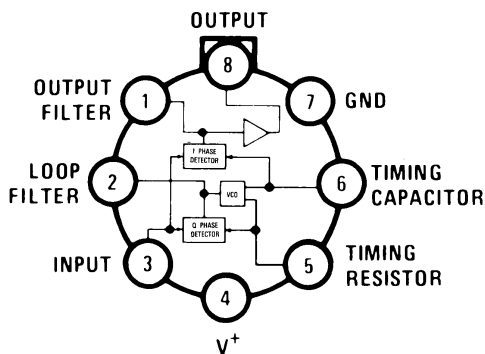 OUTPUT
8
OUTPUT
FILTER
1
7
GND
I PHASE
DETECTOR
LOOP
FILTER
2
VCO
6
TIMING
CAPACITOR
Q PHASE
DETECTOR
INPUT
3
5
TIMING
RESISTOR
4
V+